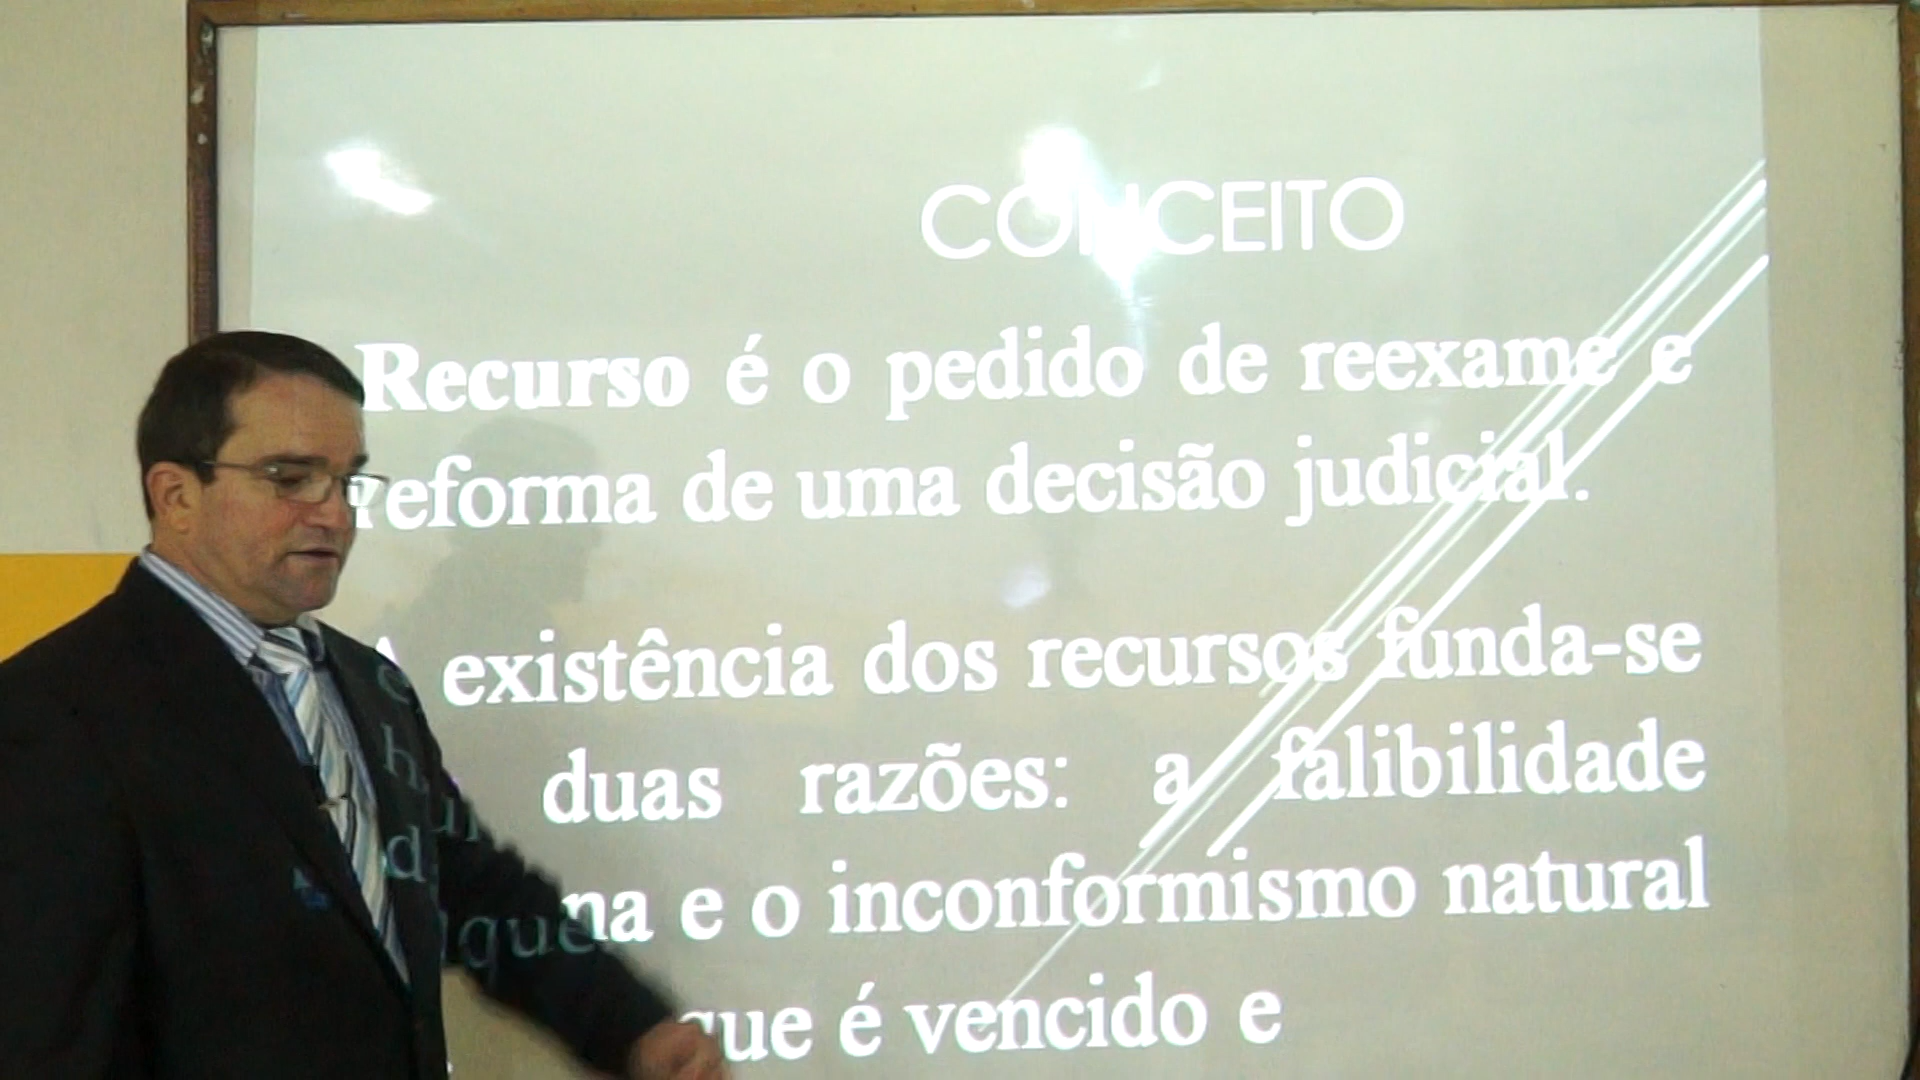 CONCEITO
Recurso é o pedido de reexame e
reforma de uma decisão judicial.
A existência dos recursos funda-se
duas razões: a falibilidade
e o inconformismo natural
que é vencido e